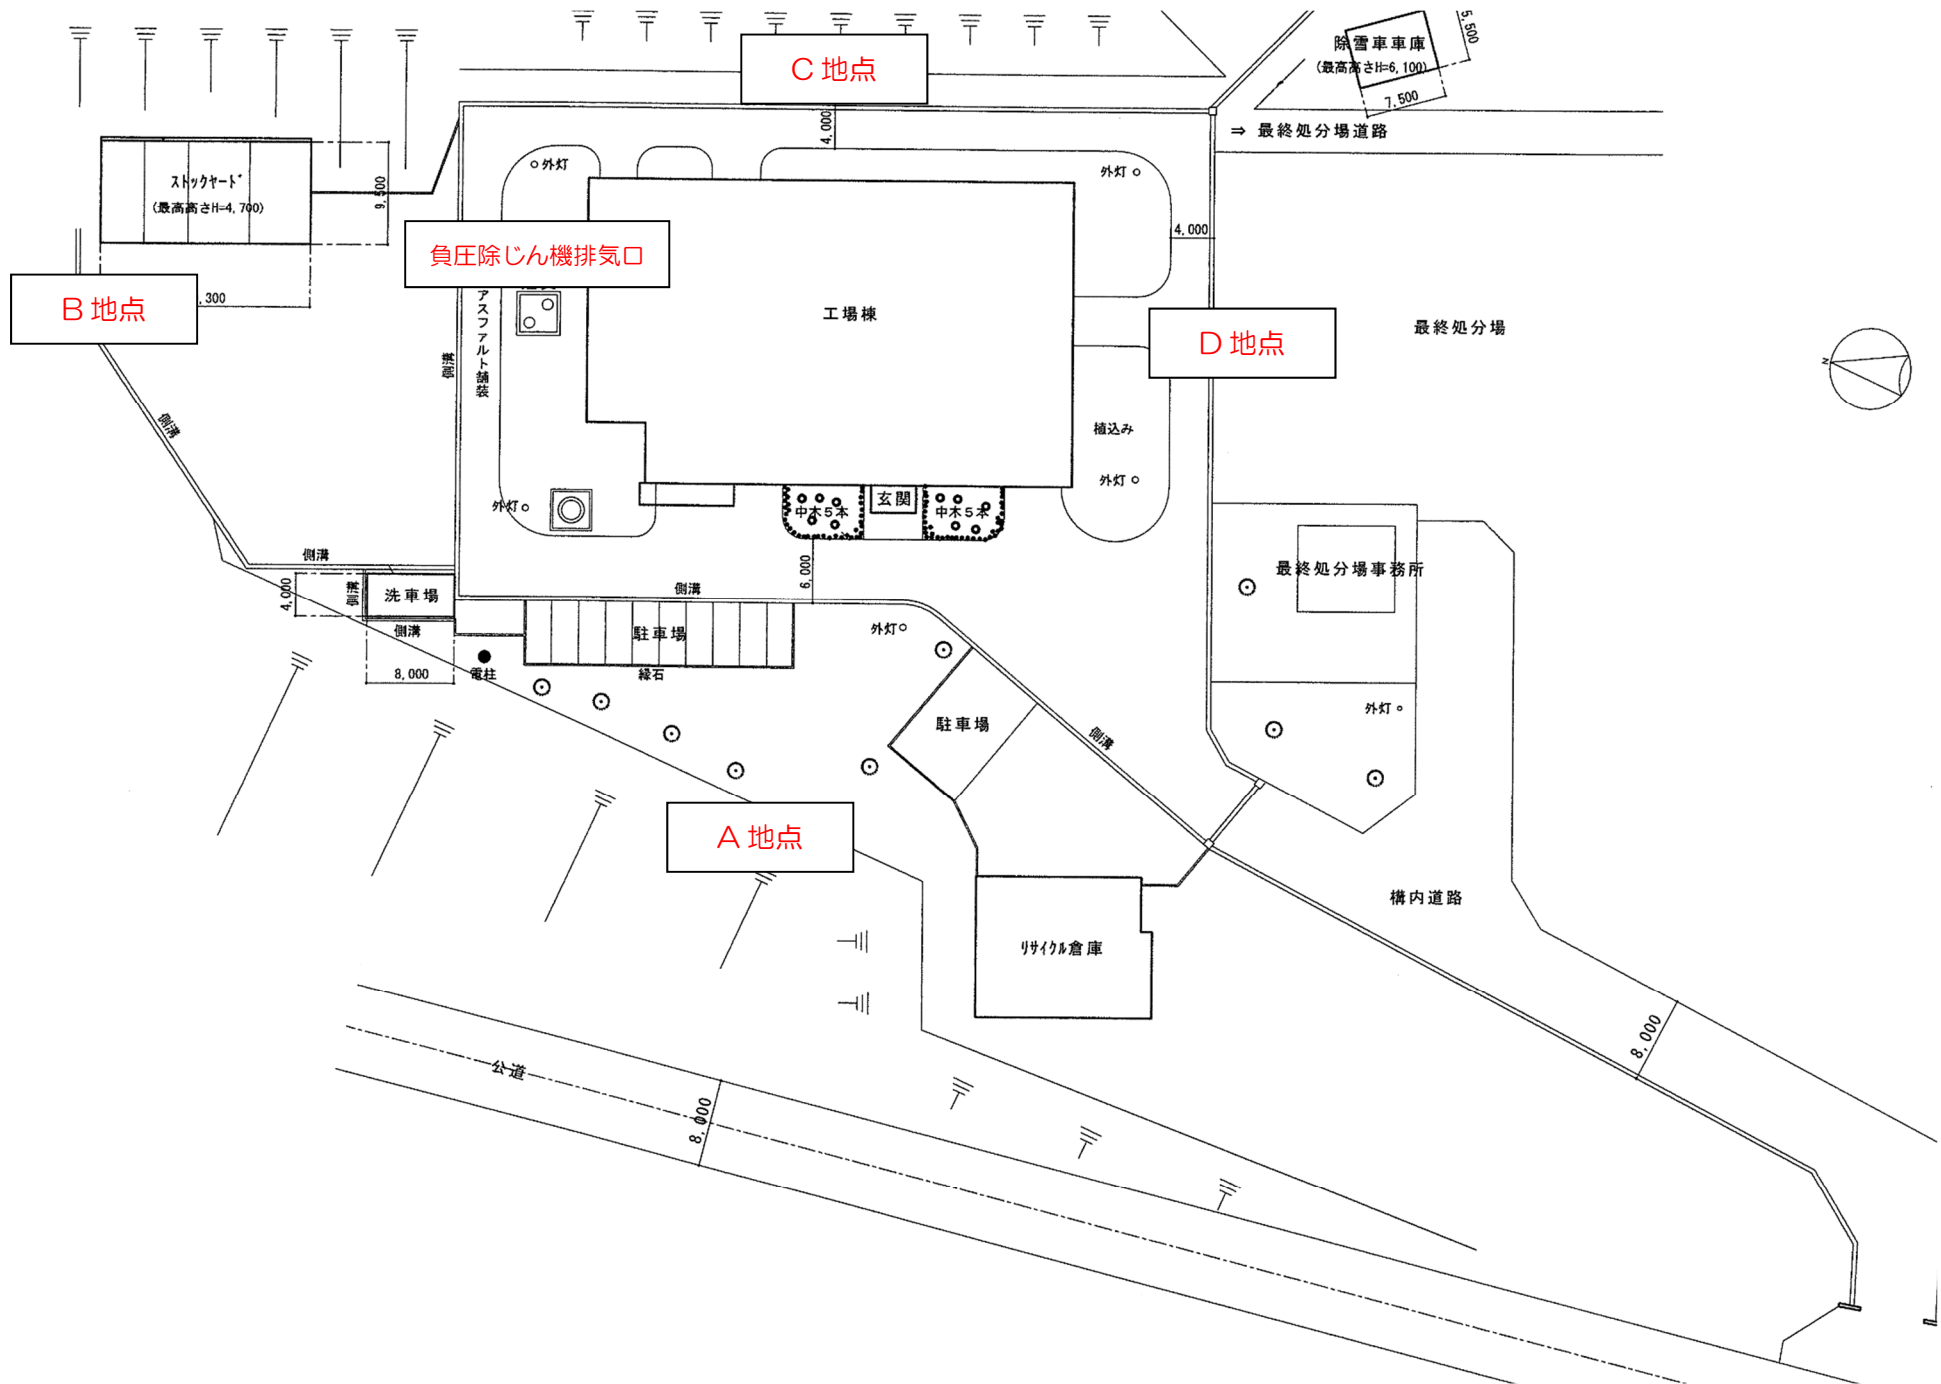 C 地点
除雪車車庫
(最高高さH=6,100)
5,500
7,500
⇒ 最終処分場道路
4,000
外灯
外灯
ストックヤード
(最高高さH=4,700)
9,500
4,000
負圧除じん機排気口
B 地点
,300
アスファルト舗装
側溝
工場棟
D 地点
最終処分場
N
側溝
植込み
外灯
外灯
中木5本
玄関
中木5本
6,000
最終処分場事務所
側溝
4,000
側溝
洗車場
側溝
側溝
駐車場
外灯
8,000
電柱
縁石
外灯
駐車場
側溝
A 地点
構内道路
リサイクル倉庫
8,000
公道
8,000